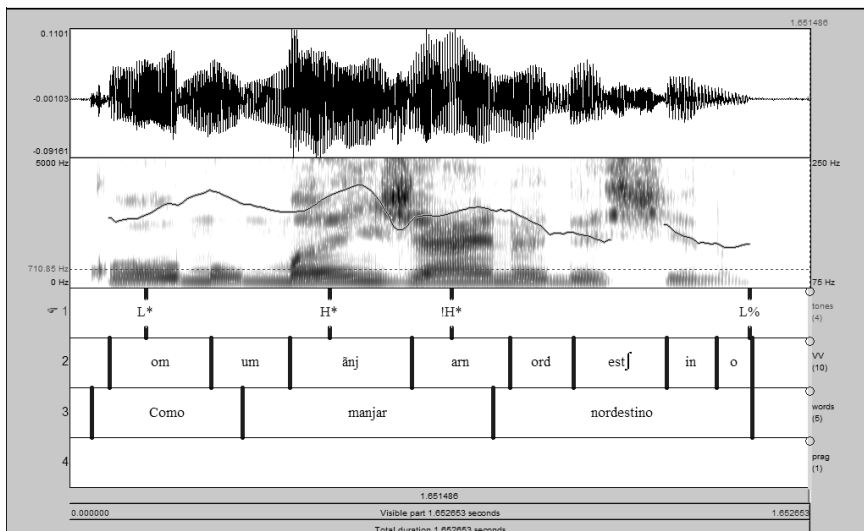 1.651486
0.1101
-0.00103
-0.09161
5000 Hz 250 Hz
710.85 Hz
0 Hz 75 Hz
☞ 1 L* H* !H* L% tones
(4)
2 om um ãnj arn ord est∫ in o VV
(10)
3 Como manjar nordestino words
(5)
4 prag
(1)
1.651486
0.000000 Visible part 1.652653 seconds 1.652653
Total duration 1.652653 seconds